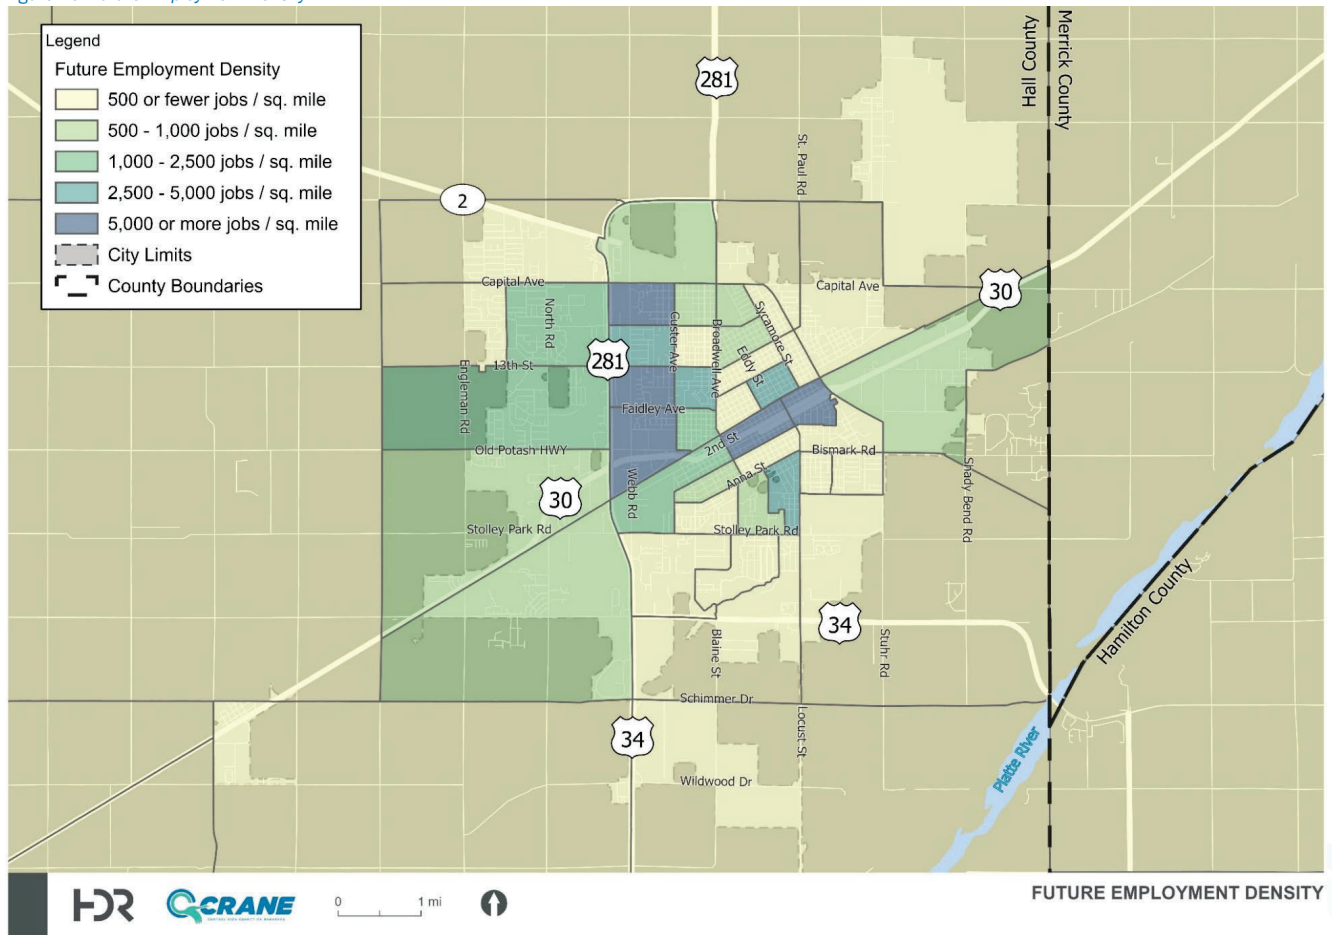 Legend
Future Employment Density
500 or fewer jobs / sq. mile
500 - 1,000 jobs / sq. mile
1,000 - 2,500 jobs / sq. mile
2,500 - 5,000 jobs / sq. mile
5,000 or more jobs / sq. mile
City Limits
County Boundaries
281
Hall County
Merrick County
St. Paul Rd
2
Capital Ave
Capital Ave
30
North Rd
Custer Ave
Broadwell Ave
Sycamore St
Eddy St
281
13th St
Engleman Rd
Faidley Ave
2nd St
Old Potash HWY
Bismark Rd
Anna St
Webb Rd
30
Shady Bend Rd
Stolley Park Rd
Stolley Park Rd
Hamilton County
34
Blaine St
Stuhr Rd
Schimmer Dr
Locust St
34
Platte River
Wildwood Dr
HDR
CRANE
0 1 mi
FUTURE EMPLOYMENT DENSITY